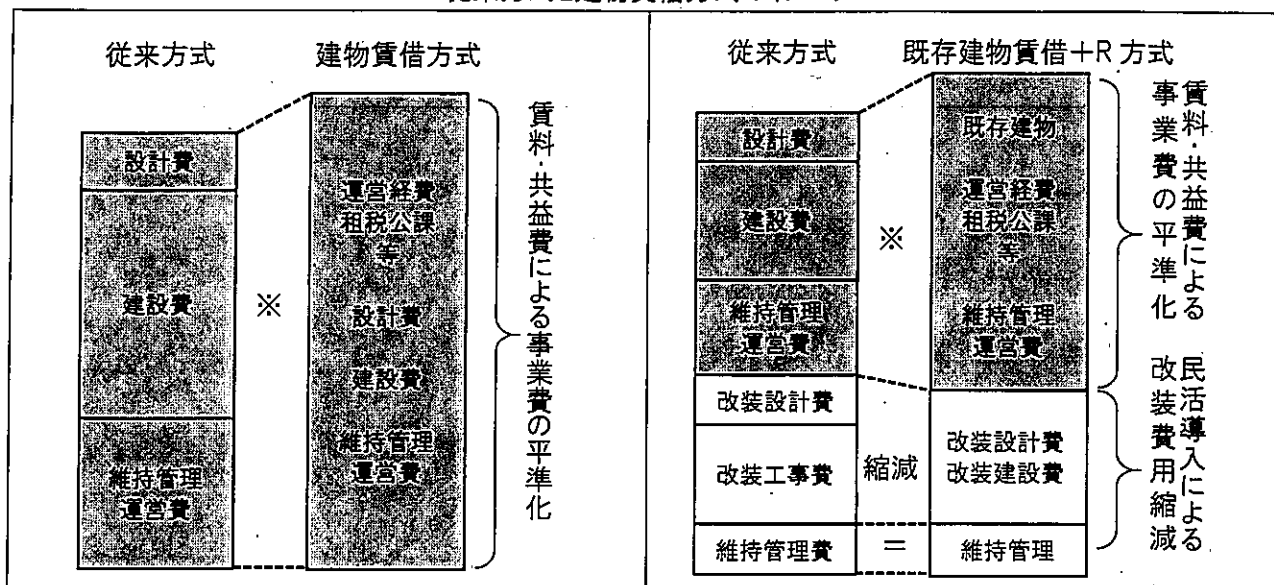 従来方式
建物賃借方式
設計費
建設費
維持管理
運営費
※
運営経費
租税公課
等
設計費
建設費
維持管理
運営費
賃料・共益費による事業費の平準化
従来方式
既存建物賃借+R方式
設計費
建設費
維持管理
運営費
改装設計費
改装工事費
維持管理費
※
縮減
=
既存建物
運営経費
租税公課
等
維持管理
運営費
改装設計費
改装建設費
維持管理
賃料・共益費による
事業費の平準化
民活導入による
改装費用縮減